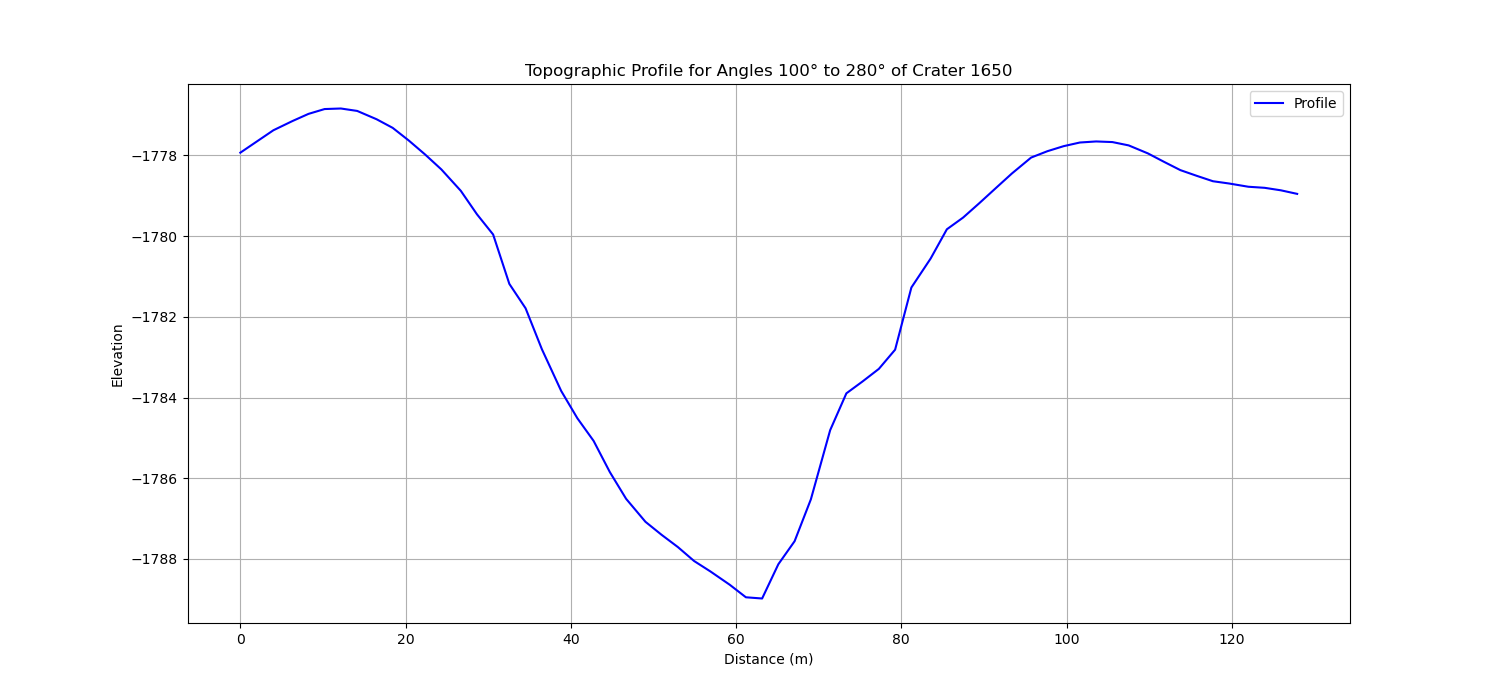 Topographic Profile for Angles 100° to 280° of Crater 1650
Profile
Elevation
−1778
−1780
−1782
−1784
−1786
−1788
0 20 40 60 80 100 120
Distance (m)